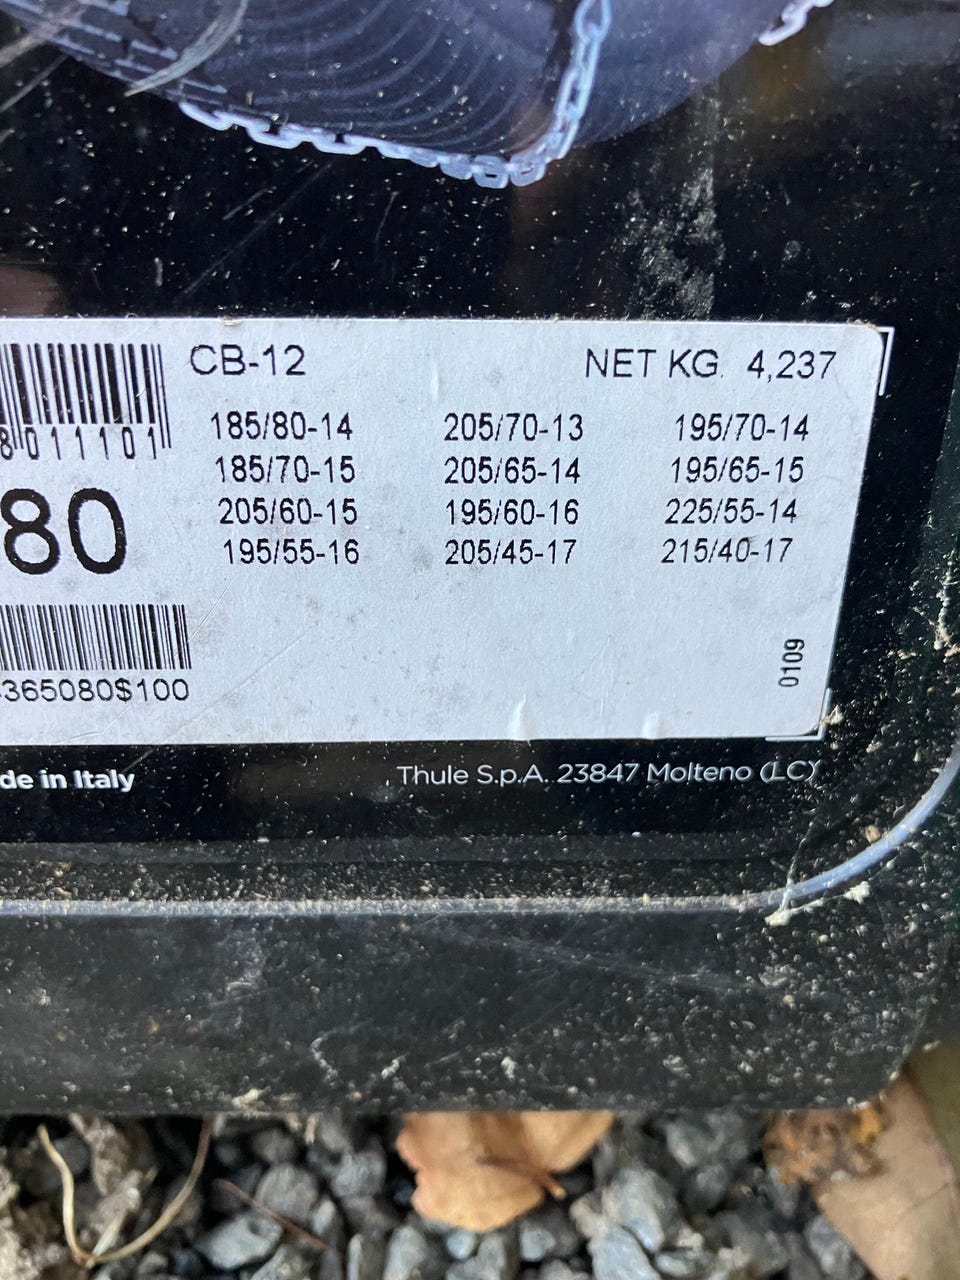 CB-12 NET KG. 4,237
185/80-14 205/70-13 195/70-14
8 011101
185/70-15 205/65-14 195/65-15
80
205/60-15 195/60-16 225/55-14
195/55-16 205/45-17 215/40-17
0109
365080$100
de in Italy
Thule S.p.A. 23847 Molteno (LC)